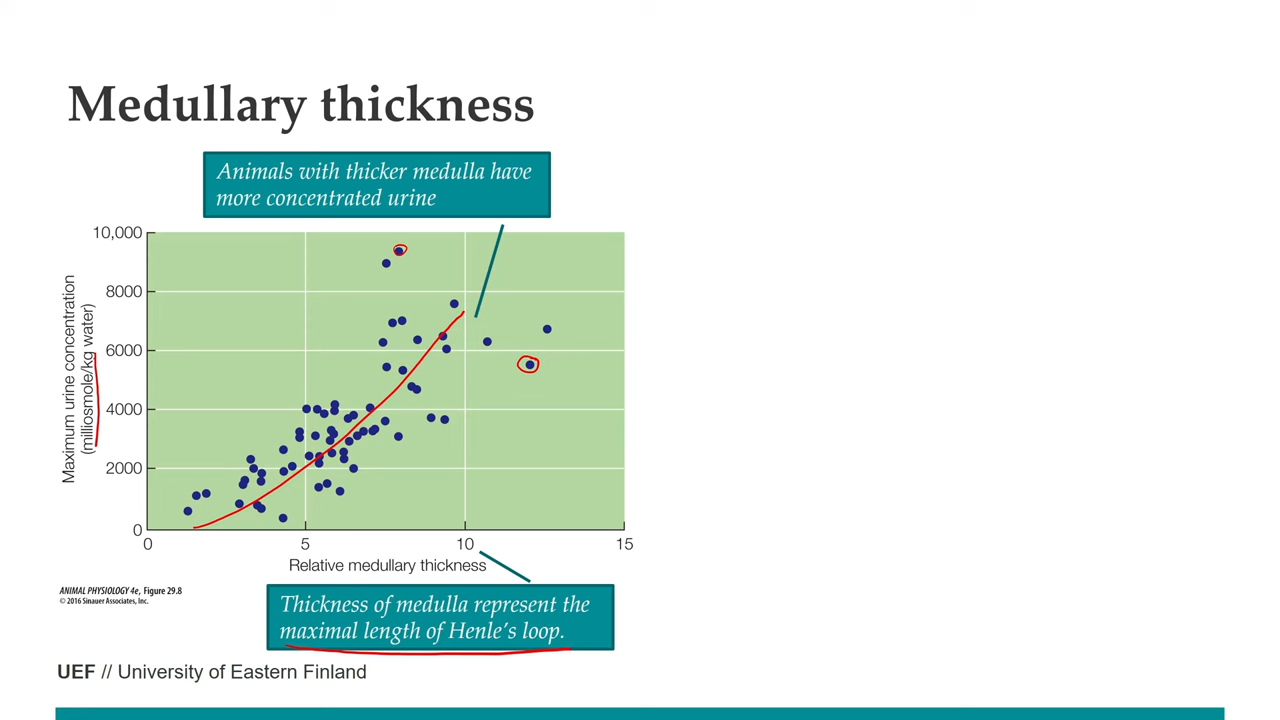 Medullary thickness
Animals with thicker medulla have
more concentrated urine
10,000
8000
6000
4000
2000
0
Maximum urine concentration
(milliosmole/kg water)
0
5
10
15
Relative medullary thickness
ANIMAL PHYSIOLOGY 4e, Figure 29.8
© 2016 Sinauer Associates, Inc.
Thickness of medulla represent the
maximal length of Henle's loop.
UEF // University of Eastern Finland